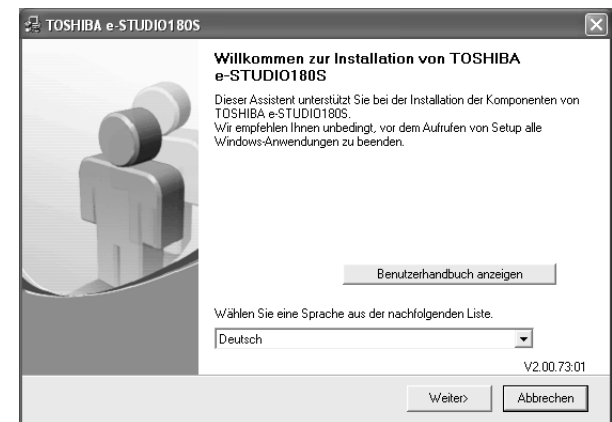 TOSHIBA e-STUDIO180S
Willkommen zur Installation von TOSHIBA
e-STUDIO180S
Dieser Assistent unterstützt Sie bei der Installation der Komponenten von
TOSHIBA e-STUDIO180S.
Wir empfehlen Ihnen unbedingt, vor dem Aufrufen von Setup alle
Windows-Anwendungen zu beenden.
Benutzerhandbuch anzeigen
Wählen Sie eine Sprache aus der nachfolgenden Liste.
Deutsch
V2.00.73:01
Weiter>
Abbrechen